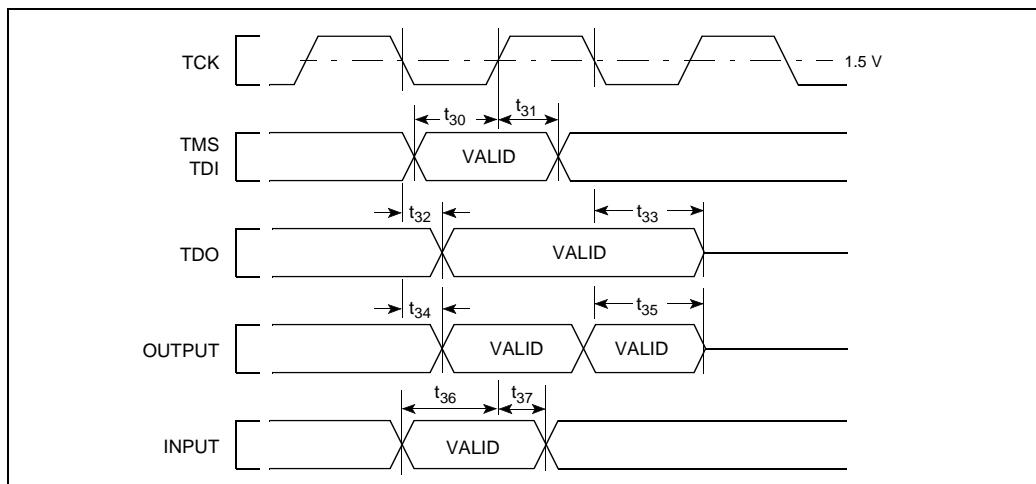 TCK
1.5 V
t30
t31
TMS
TDI
VALID
t32
t33
TDO
VALID
t34
t35
OUTPUT
VALID
VALID
t36
t37
INPUT
VALID